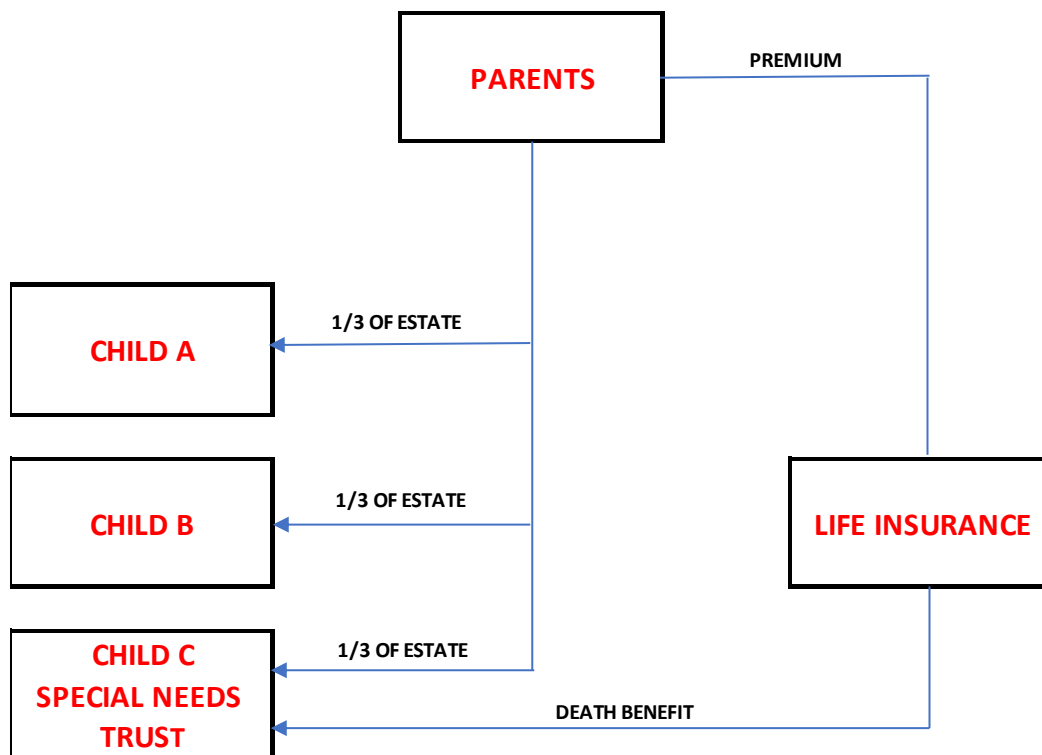 PREMIUM
PARENTS
1/3 OF ESTATE
CHILD A
1/3 OF ESTATE
CHILD B
LIFE INSURANCE
1/3 OF ESTATE
CHILD C
SPECIAL NEEDS
TRUST
DEATH BENEFIT